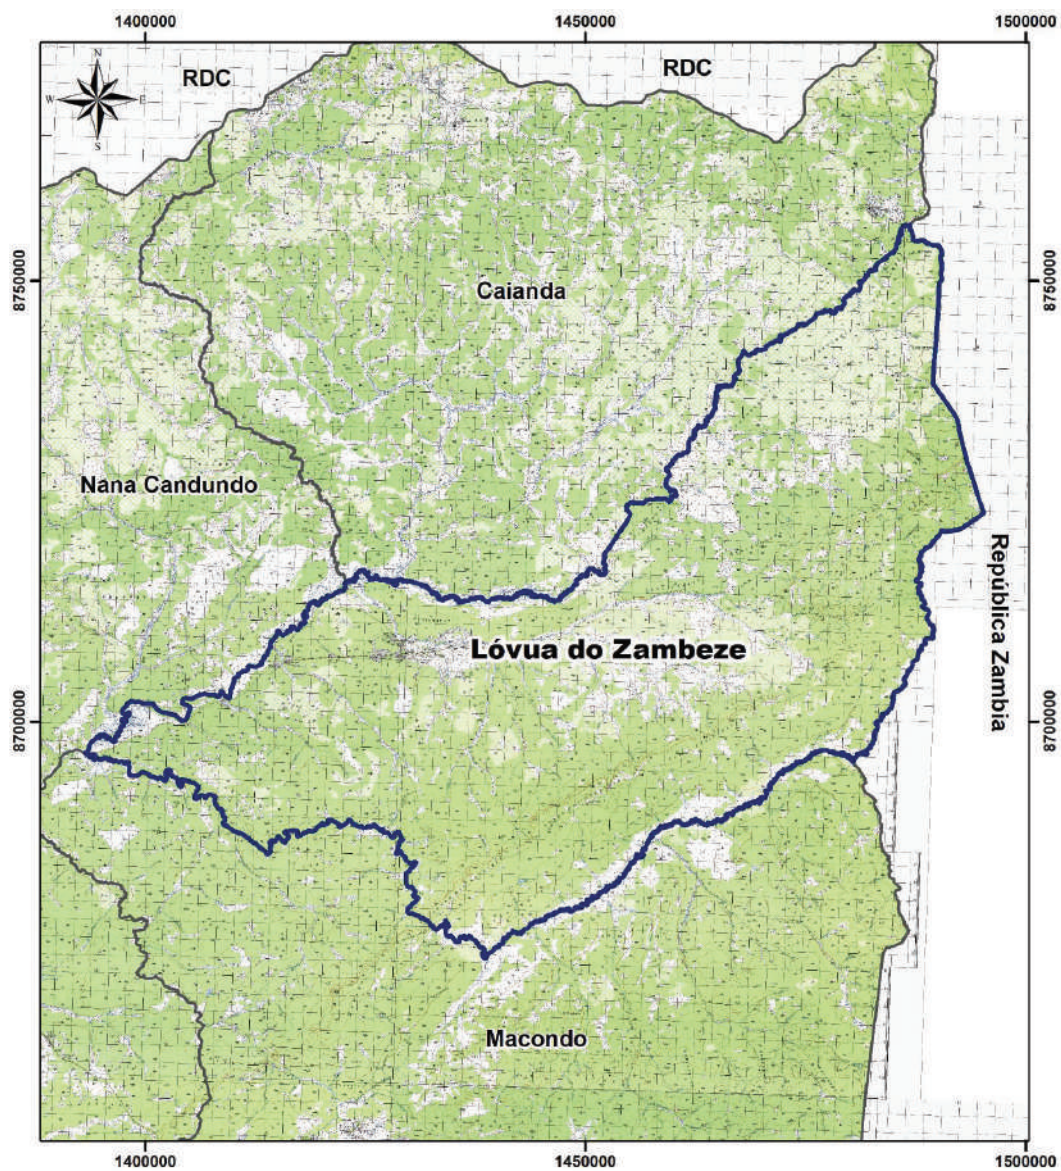 1400000
1450000
1500000
N
W
E
S
RDC
RDC
8750000
8750000
Caianda
Nana Candundo
República Zambia
Lóvua do Zambeze
8700000
8700000
Macondo
1400000
1450000
1500000